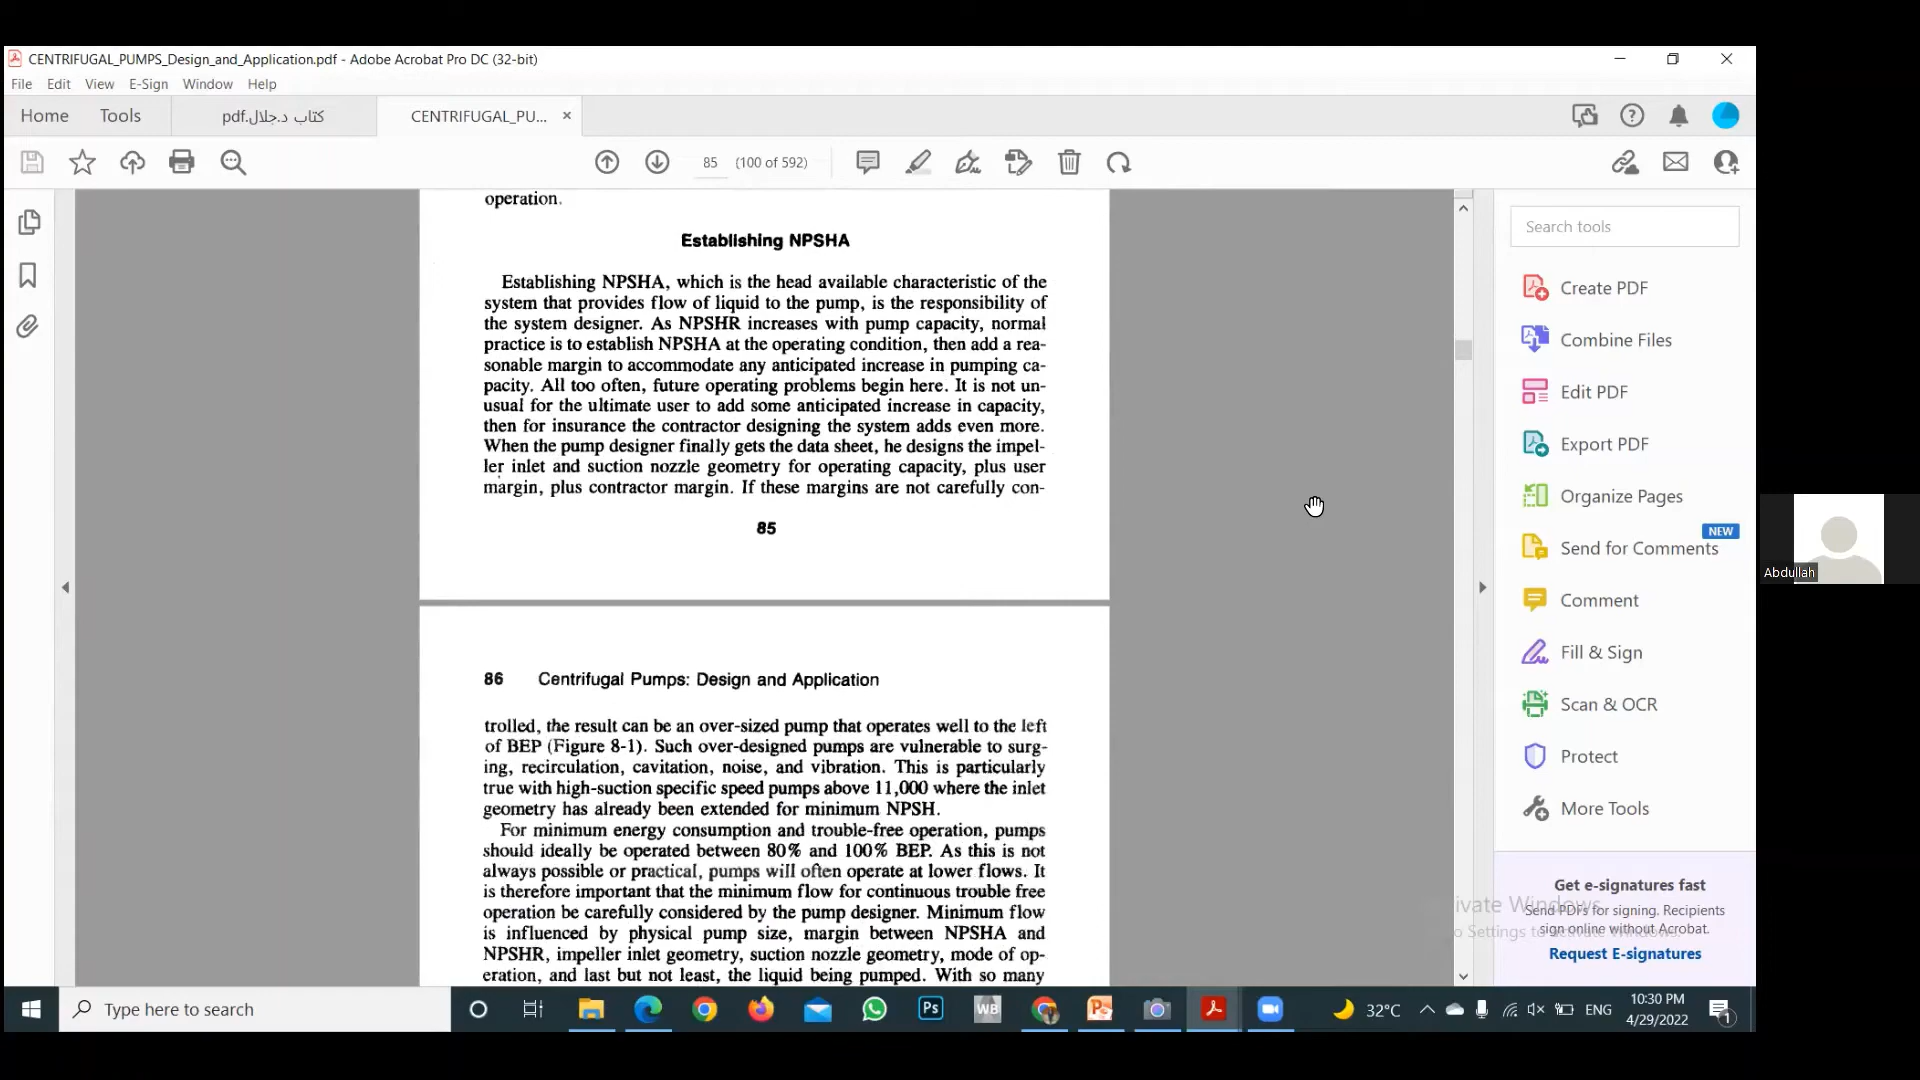 CENTRIFUGAL_PUMPS_Design_and_Application.pdf - Adobe Acrobat Pro DC (32-bit)
File Edit View E-Sign Window Help
Home Tools كتاب د.جلال.pdf CENTRIFUGAL_PU... ×
85 (100 of 592)
operation.
Establishing NPSHA
Establishing NPSHA, which is the head available characteristic of the
system that provides flow of liquid to the pump, is the responsibility of
the system designer. As NPSHR increases with pump capacity, normal
practice is to establish NPSHA at the operating condition, then add a rea-
sonable margin to accommodate any anticipated increase in pumping ca-
pacity. All too often, future operating problems begin here. It is not un-
usual for the ultimate user to add some anticipated increase in capacity,
then for insurance the contractor designing the system adds even more.
When the pump designer finally gets the data sheet, he designs the impel-
ler inlet and suction nozzle geometry for operating capacity, plus user
margin, plus contractor margin. If these margins are not carefully con-
85
86 Centrifugal Pumps: Design and Application
trolled, the result can be an over-sized pump that operates well to the left
of BEP (Figure 8-1). Such over-designed pumps are vulnerable to surg-
ing, recirculation, cavitation, noise, and vibration. This is particularly
true with high-suction specific speed pumps above 11,000 where the inlet
geometry has already been extended for minimum NPSH.
For minimum energy consumption and trouble-free operation, pumps
should ideally be operated between 80% and 100% BEP. As this is not
always possible or practical, pumps will often operate at lower flows. It
is therefore important that the minimum flow for continuous trouble free
operation be carefully considered by the pump designer. Minimum flow
is influenced by physical pump size, margin between NPSHA and
NPSHR, impeller inlet geometry, suction nozzle geometry, mode of op-
eration, and last but not least, the liquid being pumped. With so many
Search tools
Create PDF
Combine Files
Edit PDF
Export PDF
Organize Pages
NEW
Send for Comments
Comment
Fill & Sign
Scan & OCR
Protect
More Tools
Get e-signatures fast
Send PDFs for signing. Recipients
sign online without Acrobat.
Request E-signatures
Abdullah
Type here to search
Ps
WB
32°C
ENG
10:30 PM
4/29/2022
1